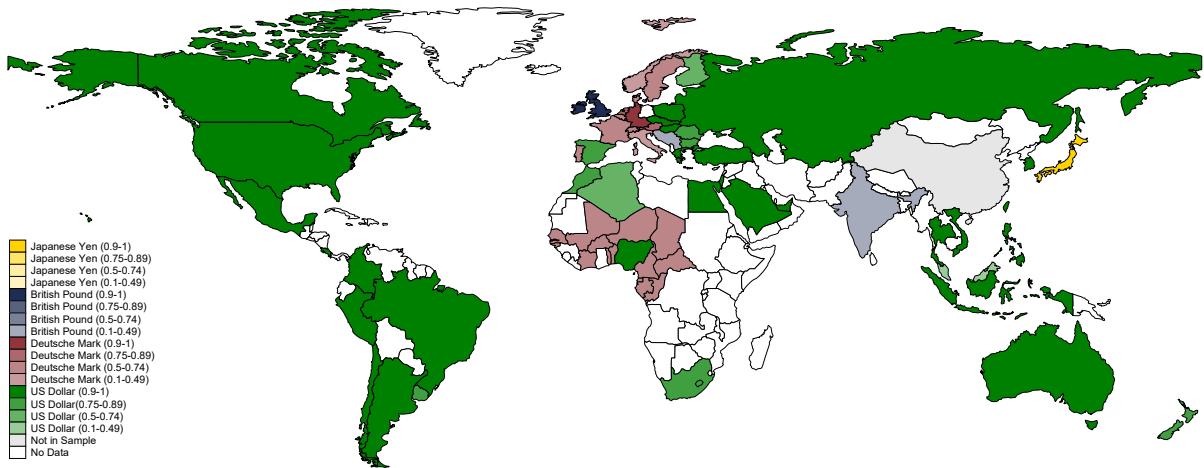 Japanese Yen (0.9-1)
Japanese Yen (0.75-0.89)
Japanese Yen (0.5-0.74)
Japanese Yen (0.1-0.49)
British Pound (0.9-1)
British Pound (0.75-0.89)
British Pound (0.5-0.74)
British Pound (0.1-0.49)
Deutsche Mark (0.9-1)
Deutsche Mark (0.75-0.89)
Deutsche Mark (0.5-0.74)
Deutsche Mark (0.1-0.49)
US Dollar (0.9-1)
US Dollar(0.75-0.89)
US Dollar (0.5-0.74)
US Dollar (0.1-0.49)
Not in Sample
No Data